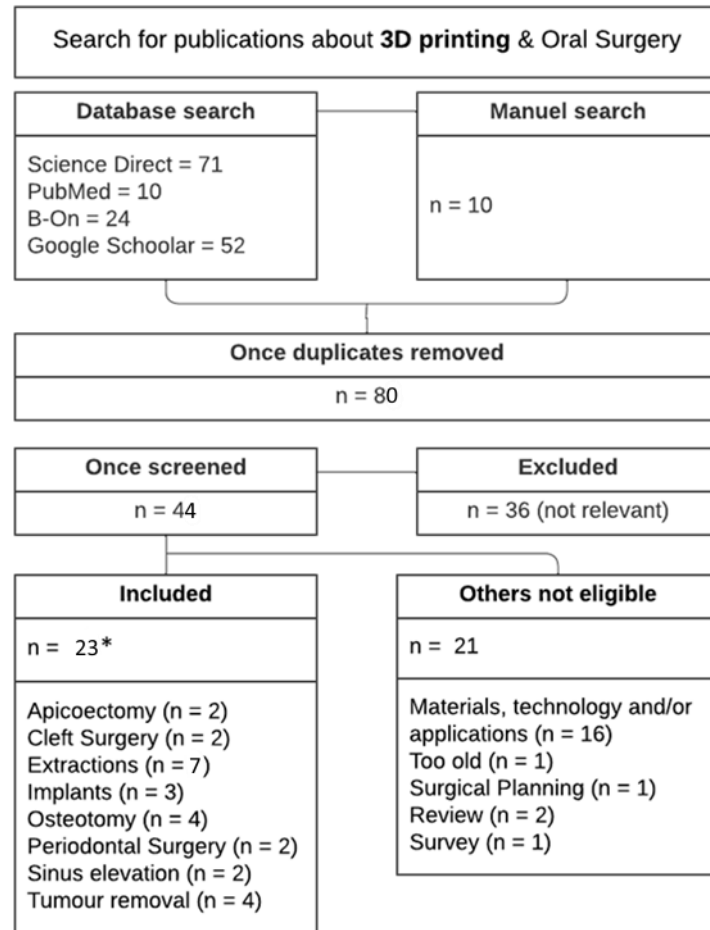 Search for publications about 3D printing & Oral Surgery
Database search
Science Direct = 71
PubMed = 10
B-On = 24
Google Schoolar = 52
Manuel search
n = 10
Once duplicates removed
n = 80
Once screened
n = 44
Excluded
n = 36 (not relevant)
Included
n = 23*
Apicoectomy (n = 2)
Cleft Surgery (n = 2)
Extractions (n = 7)
Implants (n = 3)
Osteotomy (n = 4)
Periodontal Surgery (n = 2)
Sinus elevation (n = 2)
Tumour removal (n = 4)
Others not eligible
n = 21
Materials, technology and/or
applications (n = 16)
Too old (n = 1)
Surgical Planning (n = 1)
Review (n = 2)
Survey (n = 1)